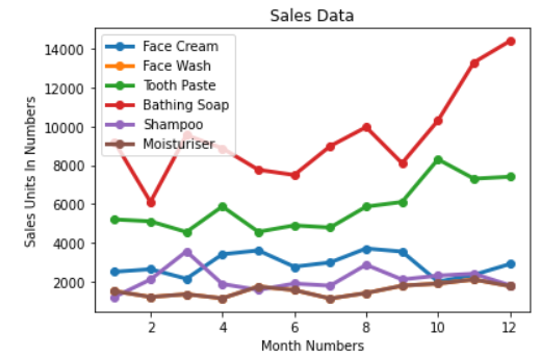 Sales Data
Sales Units In Numbers
14000
12000
10000
8000
6000
4000
2000
Face Cream
Face Wash
Tooth Paste
Bathing Soap
Shampoo
Moisturiser
2 4 6 8 10 12
Month Numbers